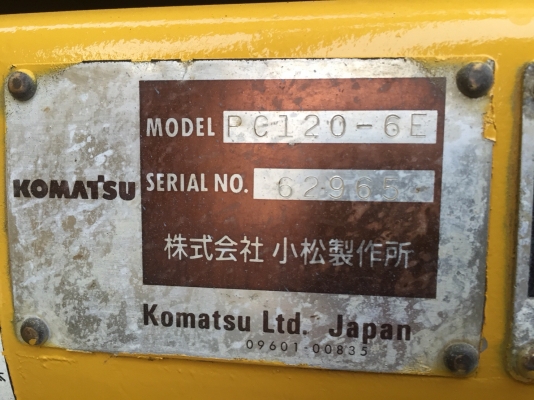 MODEL PC120-6E
KOMATSU
SERIAL NO.
株式会社 小松製作所
Komatsu Ltd. Japan
09601-00835